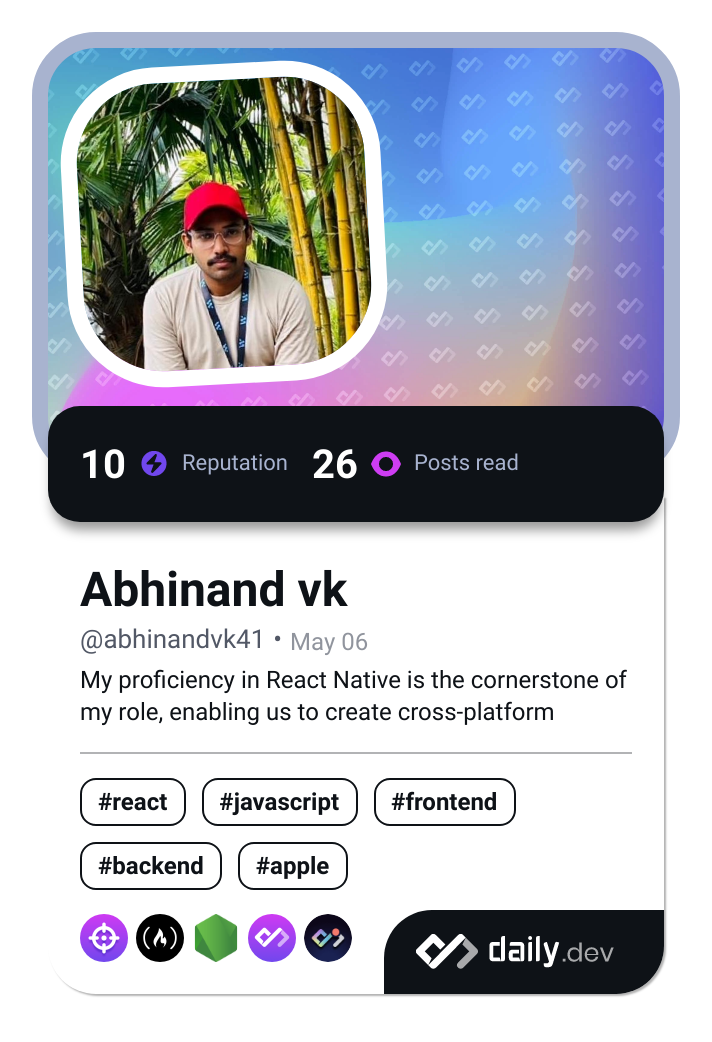 10 Reputation 26 Posts read
Abhinand vk
@abhinandvk41 • May 06
My proficiency in React Native is the cornerstone of
my role, enabling us to create cross-platform
#react #javascript #frontend
#backend #apple
daily.dev